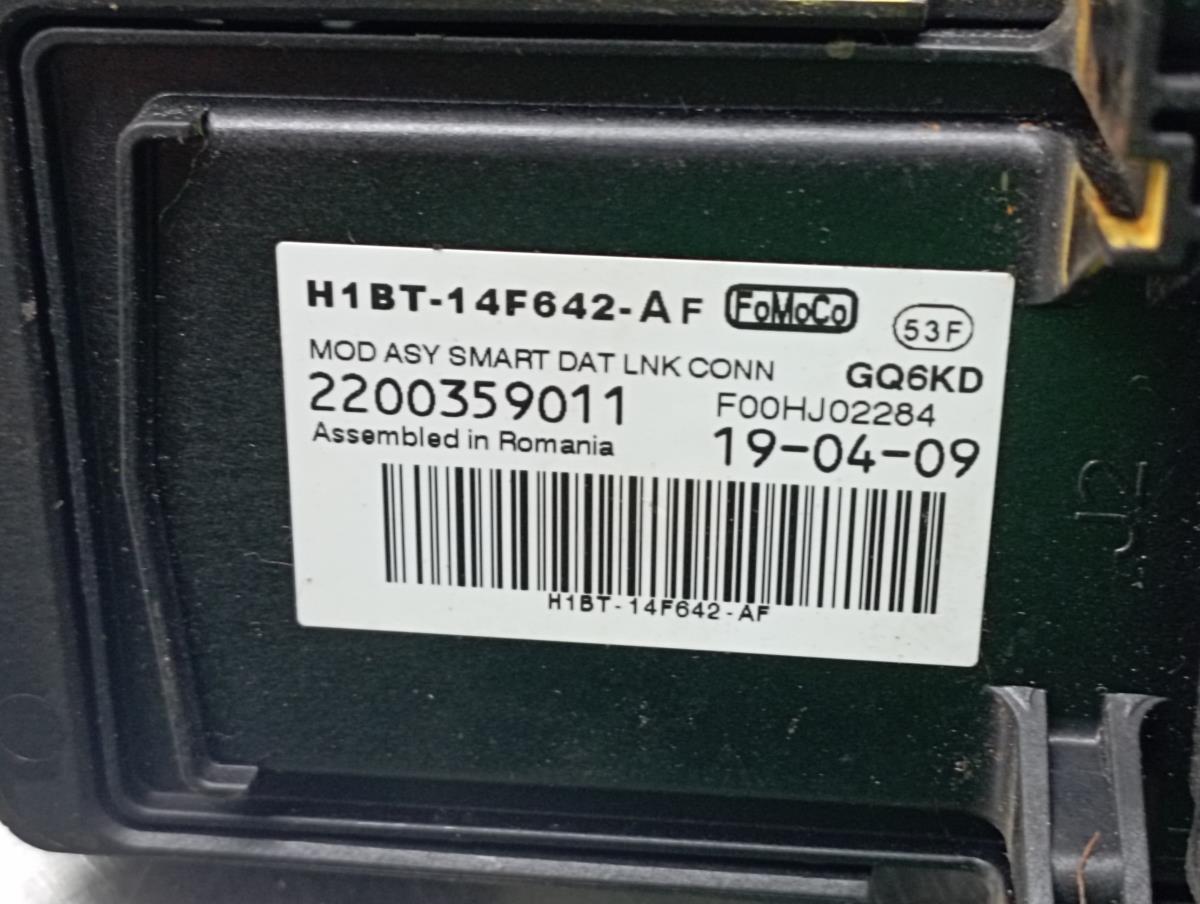 H1BT-14F642-AF FoMoCo 53F
MOD ASY SMART DAT LNK CONN GQ6KD
2200359011 F00HJ02284
Assembled in Romania 19-04-09
H1BT-14F642-AF
J2